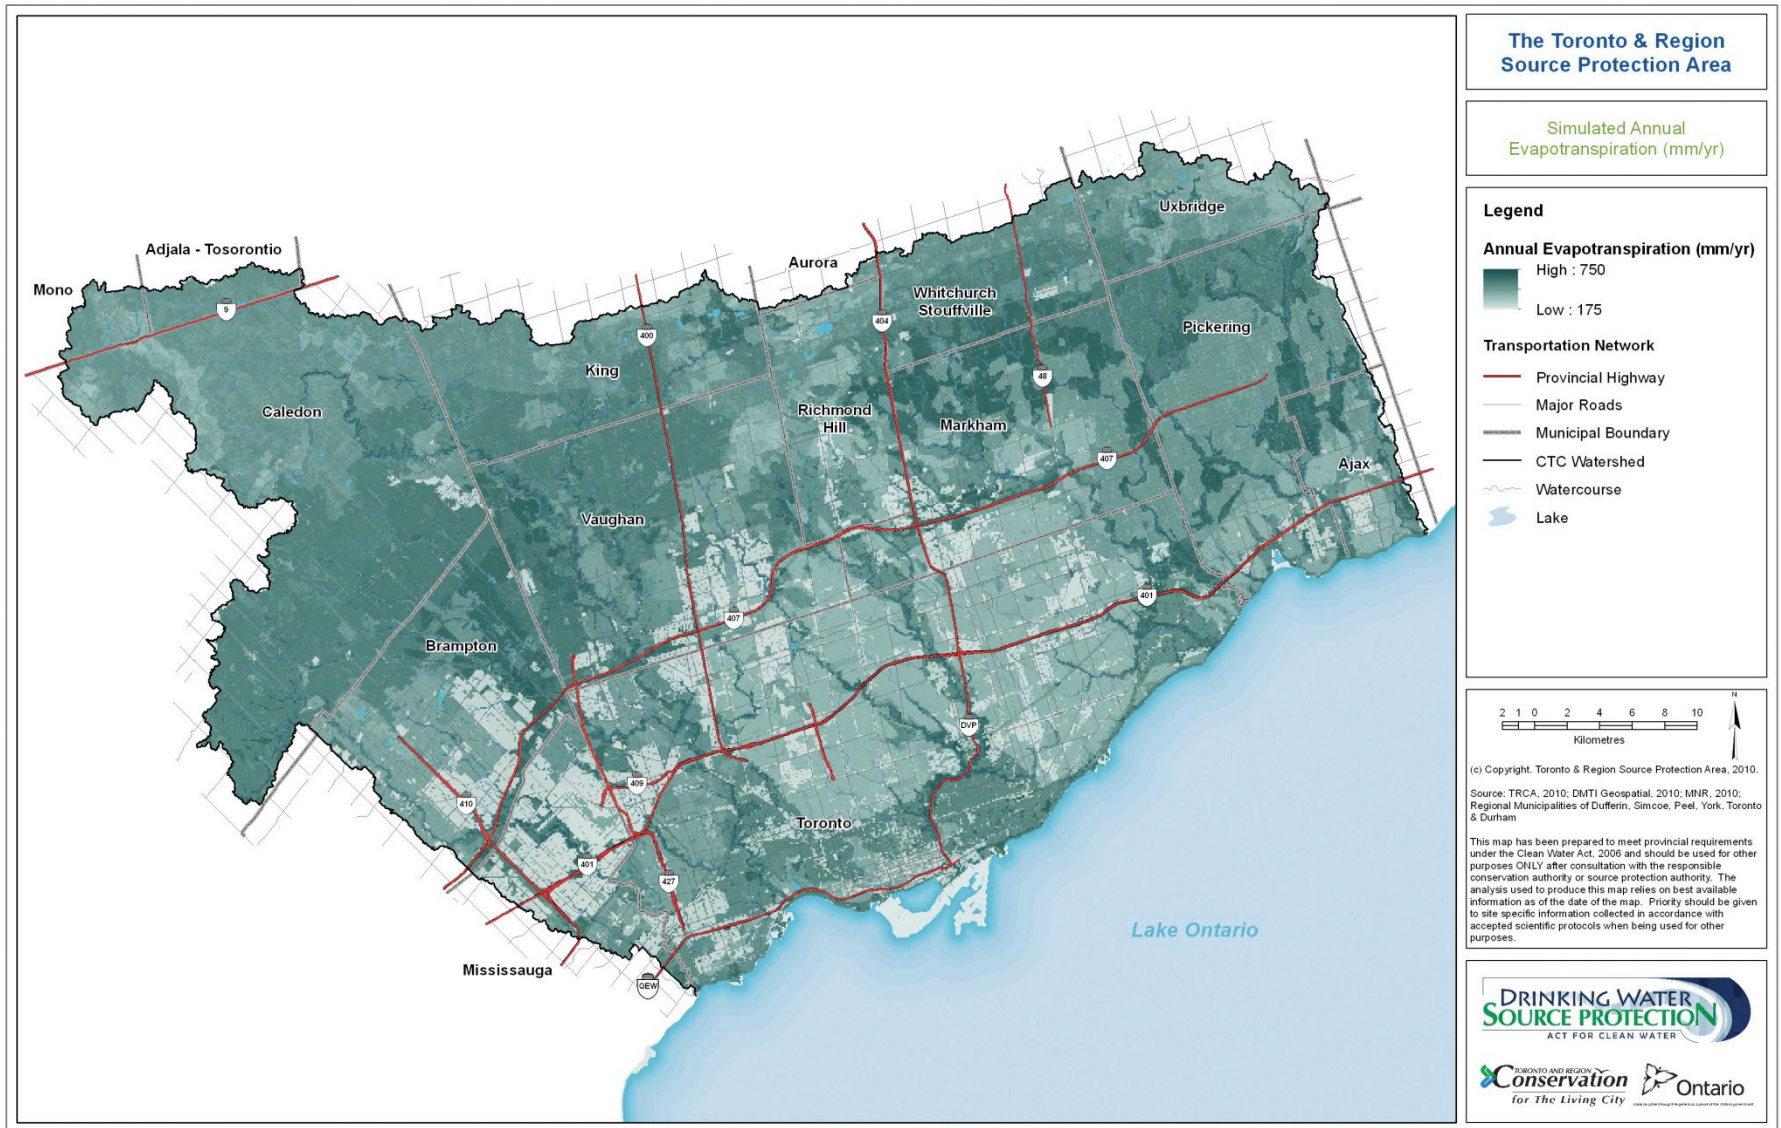 The Toronto & Region
Source Protection Area
Simulated Annual
Evapotranspiration (mm/yr)
Legend
Annual Evapotranspiration (mm/yr)
High : 750
Low : 175
Transportation Network
Provincial Highway
Major Roads
Municipal Boundary
CTC Watershed
Watercourse
Lake
2 1 0 2 4 6 8 10
Kilometres
N
(c) Copyright. Toronto & Region Source Protection Area, 2010.
Source: TRCA, 2010; DMTI Geospatial, 2010; MNR, 2010;
Regional Municipalities of Dufferin, Simcoe, Peel, York, Toronto
& Durham
This map has been prepared to meet provincial requirements
under the Clean Water Act, 2006 and should be used for other
purposes ONLY after consultation with the responsible
conservation authority or source protection authority. The
analysis used to produce this map relies on best available
information as of the date of the map. Priority should be given
to site specific information collected in accordance with
accepted scientific protocols when being used for other
purposes.
DRINKING WATER
SOURCE PROTECTION
ACT FOR CLEAN WATER
TORONTO AND REGION
Conservation
for The Living City
Ontario
Uxbridge
Adjala - Tosorontio
Aurora
Mono
Whitchurch
Stouffville
9
404
Pickering
400
King
48
Caledon
Richmond
Hill
Markham
407
Ajax
Vaughan
401
407
Brampton
DVP
409
410
Toronto
401
427
Lake Ontario
Mississauga
QEW